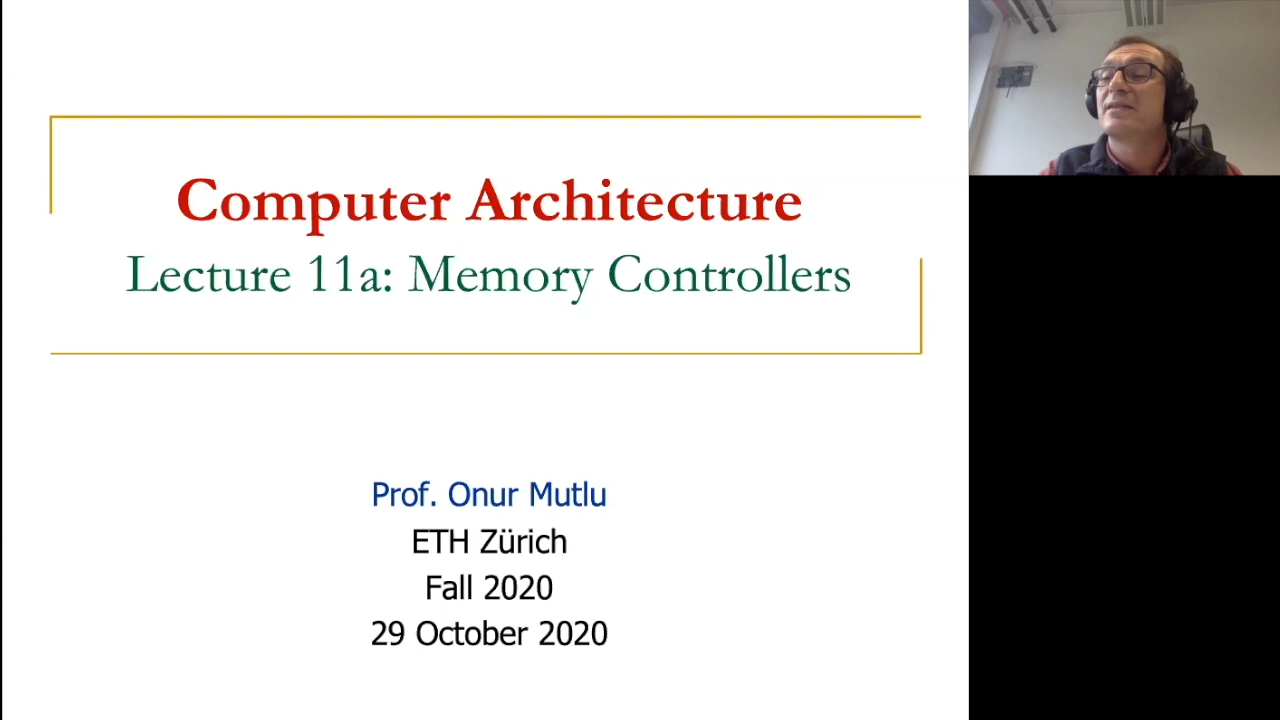 Computer Architecture
Lecture 11a: Memory Controllers
Prof. Onur Mutlu
ETH Zürich
Fall 2020
29 October 2020